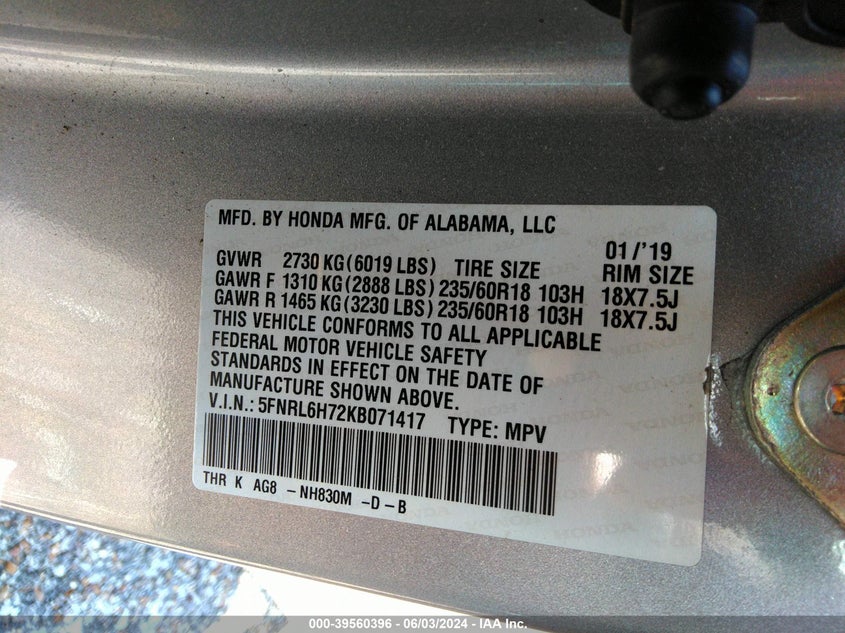 MFD. BY HONDA MFG. OF ALABAMA, LLC 01/'19
GVWR 2730 KG(6019 LBS) TIRE SIZE RIM SIZE
GAWR F 1310 KG(2888 LBS) 235/60R18 103H 18X7.5J
GAWR R 1465 KG(3230 LBS) 235/60R18 103H 18X7.5J
THIS VEHICLE CONFORMS TO ALL APPLICABLE
FEDERAL MOTOR VEHICLE SAFETY
STANDARDS IN EFFECT ON THE DATE OF
MANUFACTURE SHOWN ABOVE.
V.I.N.: 5FNRL6H72KB071417 TYPE: MPV
THR K AG8 -NH830M -D-B
000-39560396 - 06/03/2024 - IAA Inc.